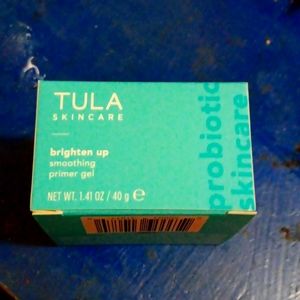 TULA
SKINCARE
brighten up
smoothing
primer gel
NET WT. 1.41 OZ / 40 g ℮
probiotic
skincare